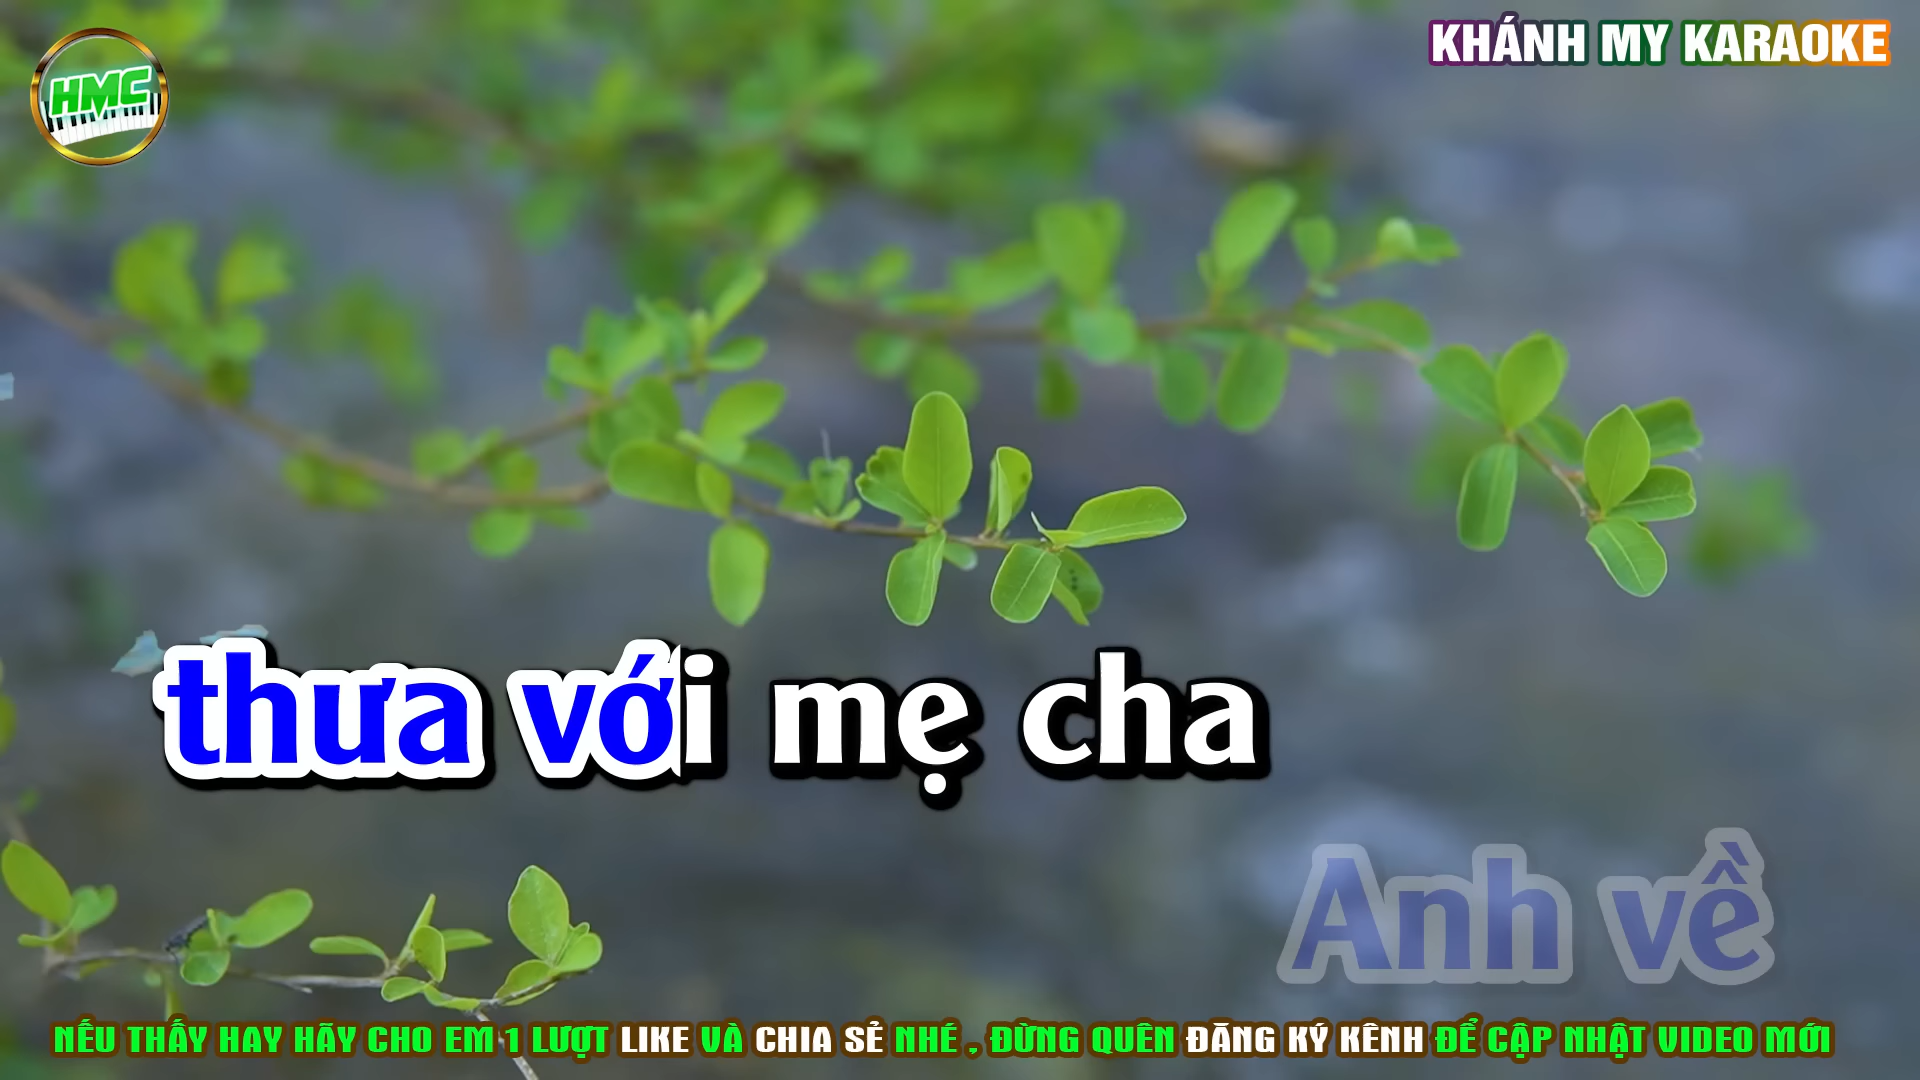 KHÁNH MY KARAOKE
HMC
thưa với mẹ cha
Anh về
NẾU THẤY HAY HÃY CHO EM 1 LƯỢT LIKE VÀ CHIA SẺ NHÉ , ĐỪNG QUÊN ĐĂNG KÝ KÊNH ĐỂ CẬP NHẬT VIDEO MỚI